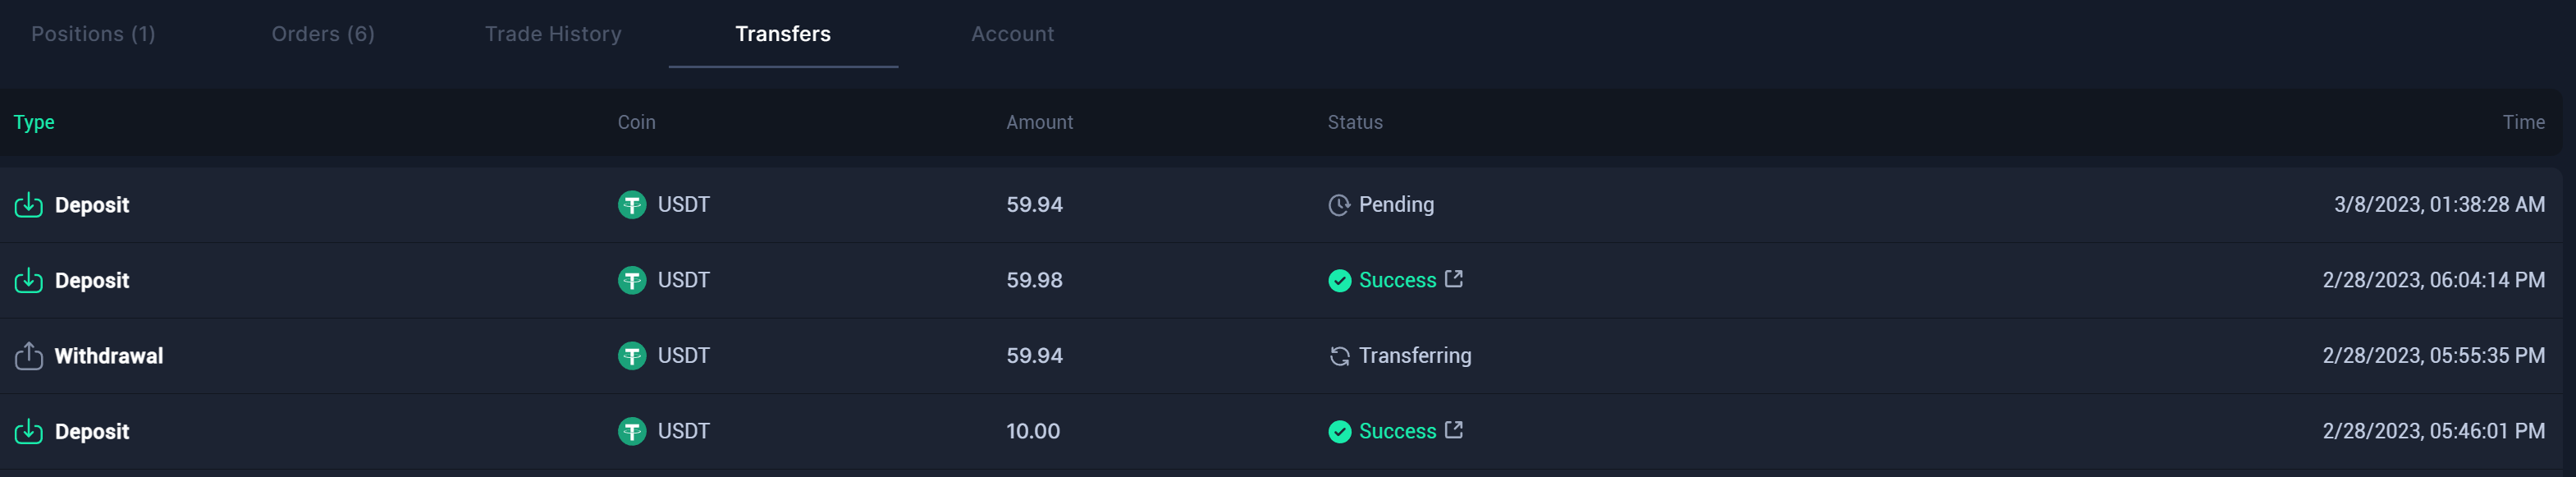 Positions (1) Orders (6) Trade History Transfers Account
Type Coin Amount Status Time
Deposit USDT 59.94 Pending 3/8/2023, 01:38:28 AM
Deposit USDT 59.98 Success 2/28/2023, 06:04:14 PM
Withdrawal USDT 59.94 Transferring 2/28/2023, 05:55:35 PM
Deposit USDT 10.00 Success 2/28/2023, 05:46:01 PM